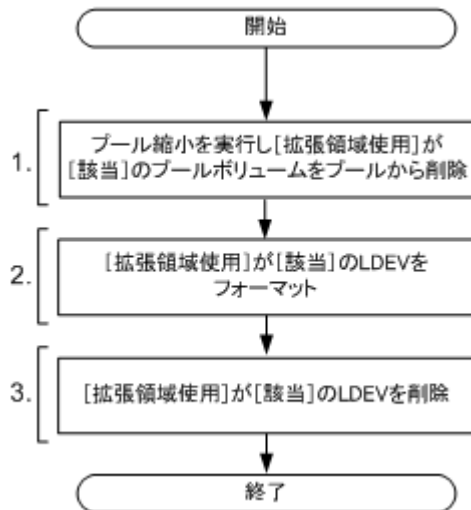 開始
1.
プール縮小を実行し[拡張領域使用]が
[該当]のプールボリュームをプールから削除
2.
[拡張領域使用]が[該当]のLDEVを
フォーマット
3.
[拡張領域使用]が[該当]のLDEVを削除
終了